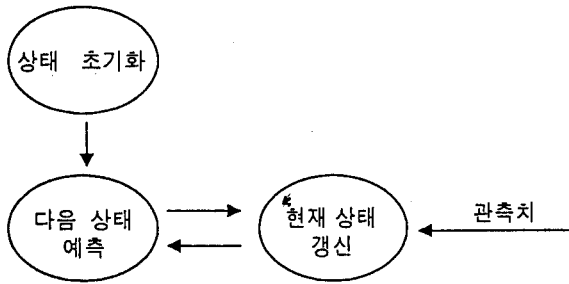 상태 초기화
다음 상태
예측
현재 상태
갱신
관측치